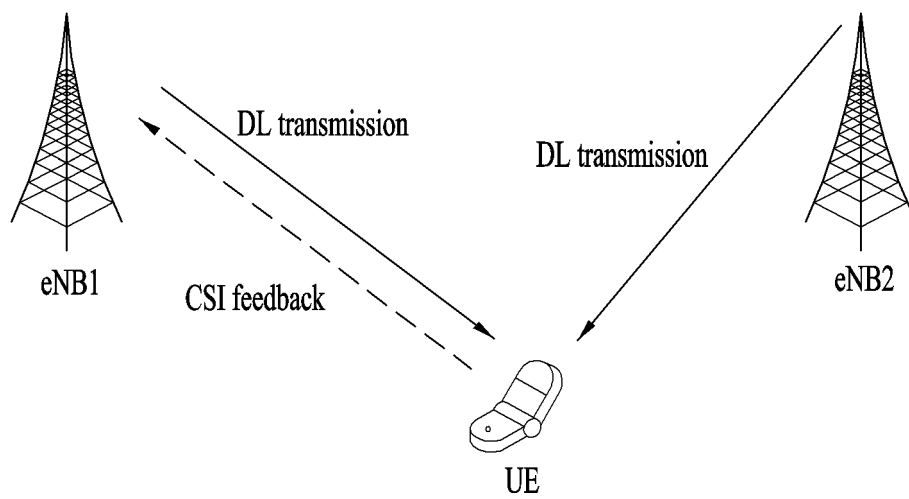 DL transmission
DL transmission
eNB1
CSI feedback
eNB2
UE